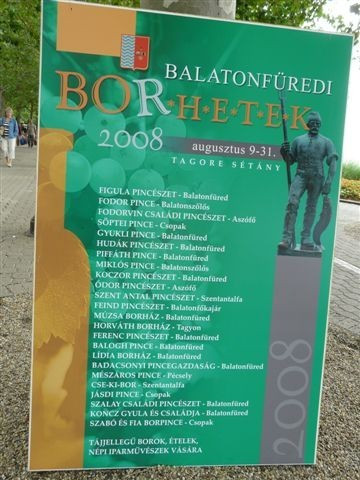 BALATONFÜREDI
BOR*H*E*T*E*K
2008
augusztus 9-31.
TAGORE SÉTÁNY
FIGULA PINCÉSZET - Balatonfüred
FODOR PINCE - Balatonszőlős
FODORVIN CSALÁDI PINCÉSZET - Aszófő
SÖPTEI PINCE - Csopak
GYUKLI PINCE - Balatonfüred
HUDÁK PINCÉSZET - Balatonfüred
PIFFÁTH PINCE - Balatonfüred
MIKLÓS PINCE - Balatonszőlős
KOCZOR PINCÉSZET - Balatonfüred
ÓDOR PINCÉSZET - Aszófő
SZENT ANTAL PINCÉSZET - Szentantalfa
FEIND PINCÉSZET - Balatonfőkajár
MÚZSA BORHÁZ - Balatonfüred
HORVÁTH BORHÁZ - Tagyon
FERENC PINCÉSZET - Balatonfüred
BALOGH PINCE - Balatonfüred
LÍDIA BORHÁZ - Balatonfüred
BADACSONYI PINCEGAZDASÁG - Balatonfüred
MÉSZÁROS PINCE - Pécsely
CSE-KI-BOR - Szentantalfa
JÁSDI PINCE - Csopak
SZALAY CSALÁDI PINCÉSZET - Balatonfüred
KONCZ GYULA ÉS CSALÁDJA - Balatonfüred
SZABÓ ÉS FIA BORPINCE - Csopak
TÁJJELLEGŰ BOROK, ÉTELEK,
NÉPI IPARMŰVÉSZEK VÁSÁRA
2008